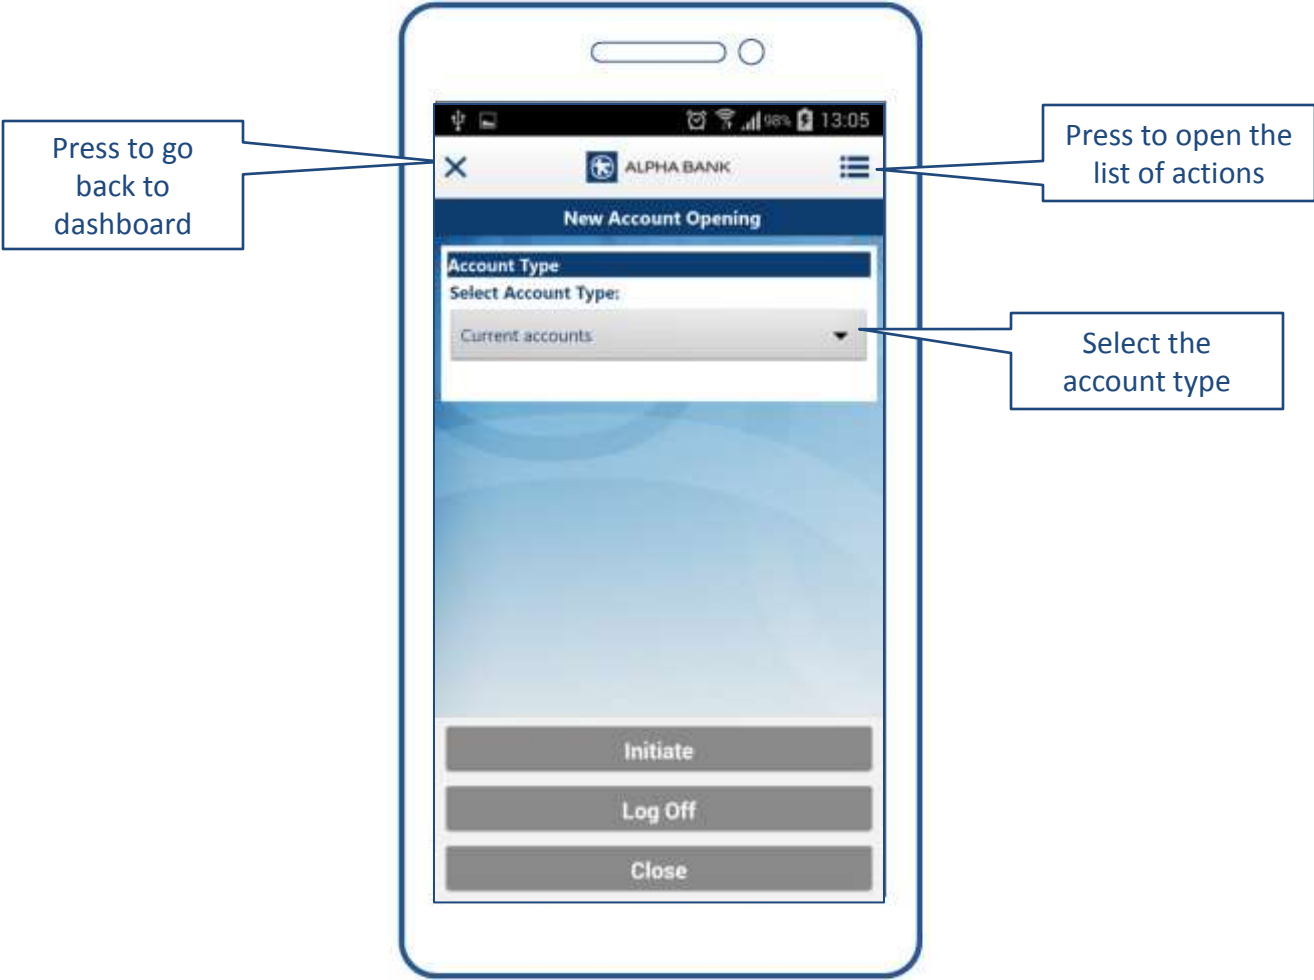 98% 13:05
Press to go
back to
dashboard
ALPHA BANK
Press to open the
list of actions
New Account Opening
Account Type
Select Account Type:
Current accounts
Select the
account type
Initiate
Log Off
Close